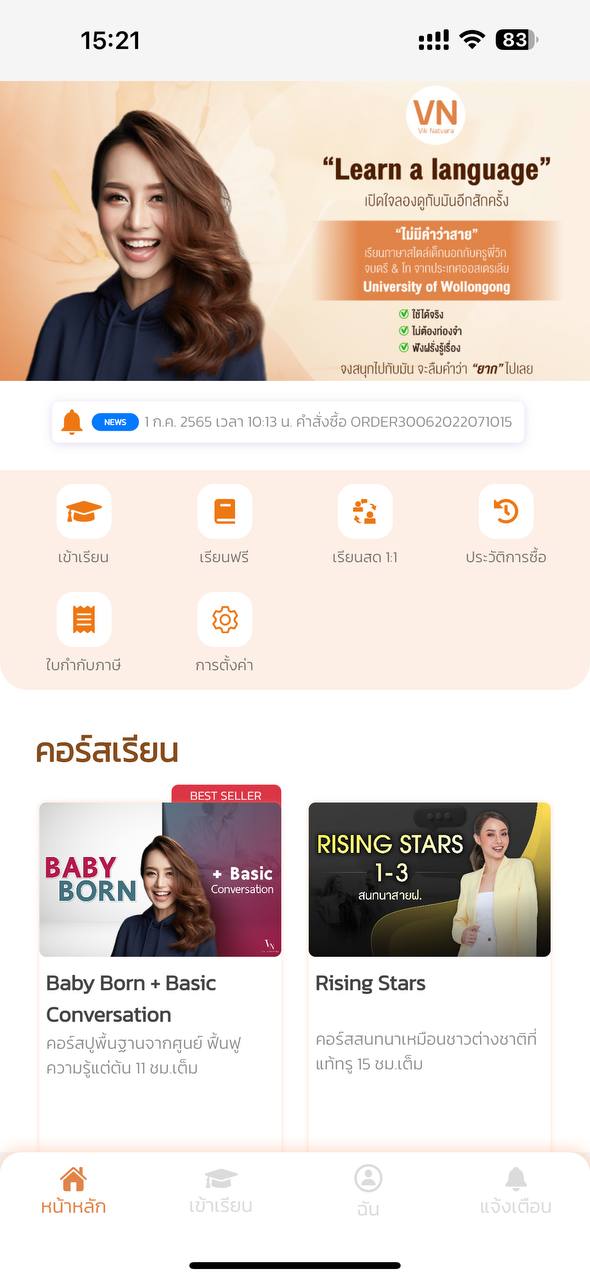 15:21
83
VN
Vik Natvara
“Learn a language”
เปิดใจลองดูกับมันอีกสักครั้ง
“ไม่มีคำว่าสาย”
เรียนภาษาสไตล์เด็กนอกกับครูพี่วิก
จบตรี & โท จากประเทศออสเตรเลีย
University of Wollongong
ใช้ได้จริง
ไม่ต้องท่องจำ
ฟังฝรั่งรู้เรื่อง
จงสนุกไปกับมัน จะลืมคำว่า “ยาก” ไปเลย
NEWS 1 ก.ค. 2565 เวลา 10:13 น. คำสั่งซื้อ ORDER30062022071015
เข้าเรียน เรียนฟรี เรียนสด 1:1 ประวัติการซื้อ
ใบกำกับภาษี การตั้งค่า
คอร์สเรียน
BEST SELLER
BABY
BORN
+ Basic
Conversation
VN
RISING STARS
1-3
สนทนาสายฝ.
Baby Born + Basic
Conversation
คอร์สปูพื้นฐานจากศูนย์ ฟื้นฟู
ความรู้แต่ต้น 11 ชม.เต็ม
Rising Stars
คอร์สสนทนาเหมือนชาวต่างชาติที่
แท้ทรู 15 ชม.เต็ม
หน้าหลัก เข้าเรียน ฉัน แจ้งเตือน